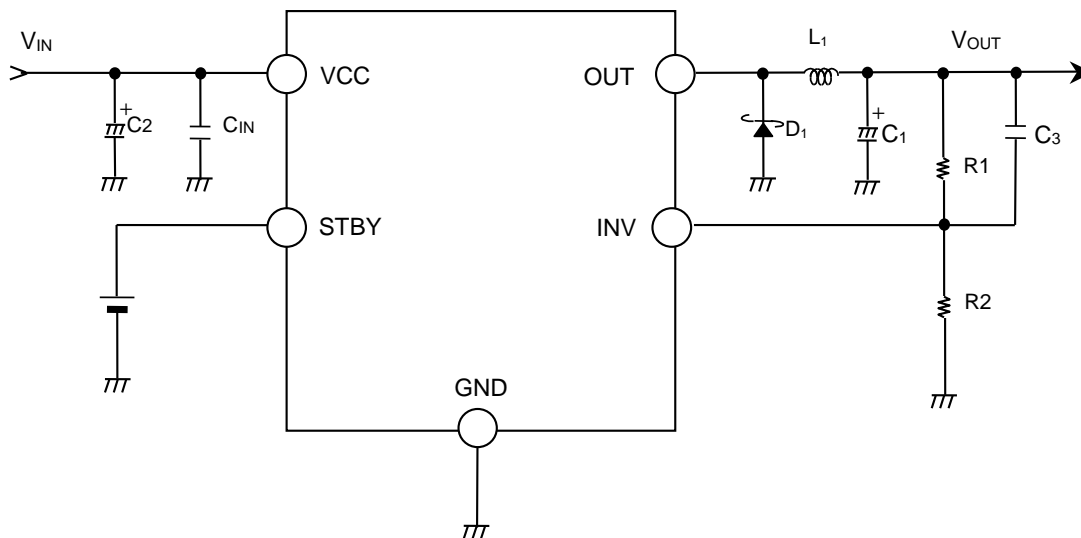 VIN
L1
VOUT
VCC
OUT
+
C2
CIN
D1
+
C1
R1
C3
STBY
INV
R2
GND